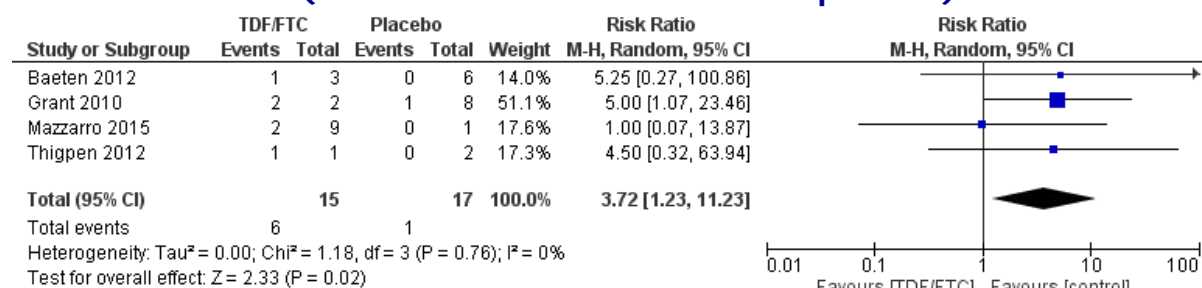 TDF/FTC Placebo Risk Ratio Risk Ratio
Study or Subgroup Events Total Events Total Weight M-H, Random, 95% CI M-H, Random, 95% CI
Baeten 2012 1 3 0 6 14.0% 5.25 [0.27, 100.86]
Grant 2010 2 2 1 8 51.1% 5.00 [1.07, 23.46]
Mazzarro 2015 2 9 0 1 17.6% 1.00 [0.07, 13.87]
Thigpen 2012 1 1 0 2 17.3% 4.50 [0.32, 63.94]
Total (95% CI) 15 17 100.0% 3.72 [1.23, 11.23]
Total events 6 1
Heterogeneity: Tau² = 0.00; Chi² = 1.18, df = 3 (P = 0.76); I² = 0%
Test for overall effect: Z = 2.33 (P = 0.02)
0.01 0.1 1 10 100
Favours [TDF/FTC] Favours [control]